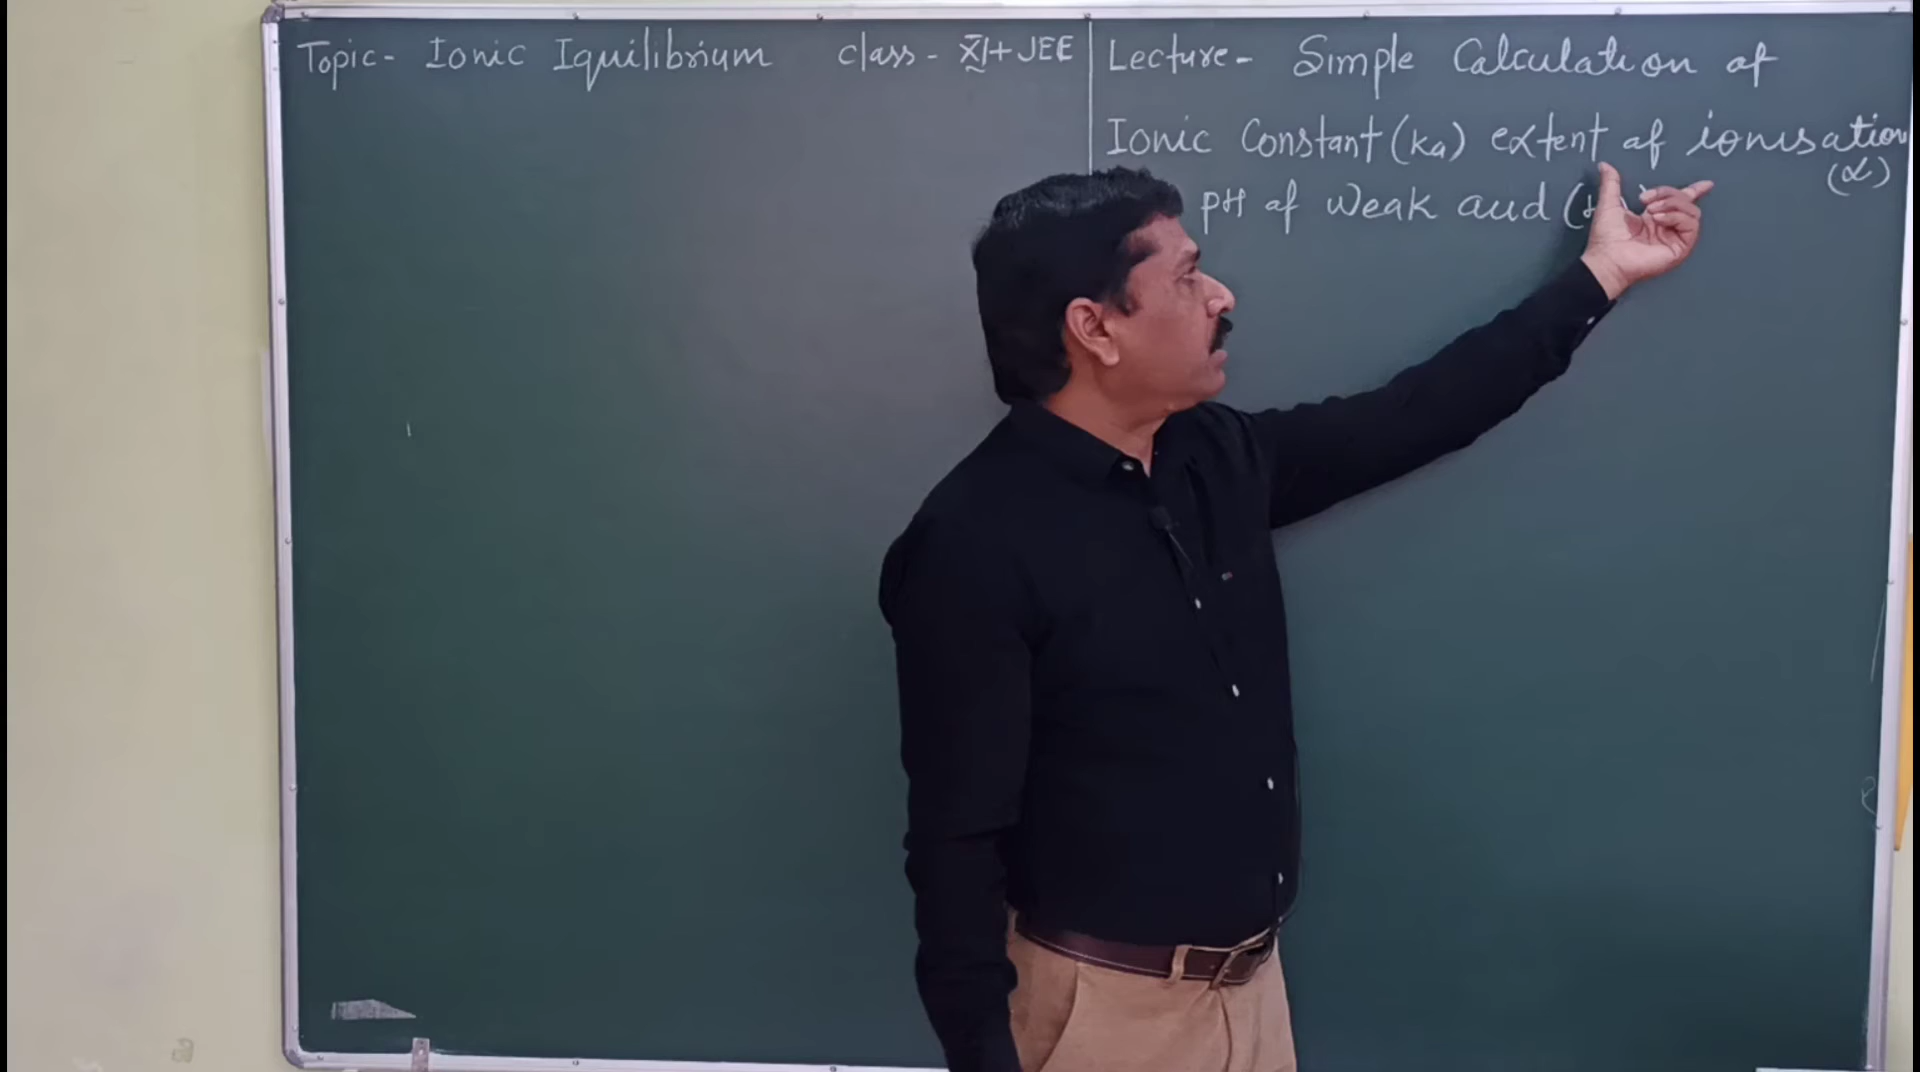 Topic- Ionic Iquilibrium class- XI+JEE
Lecture- Simple Calculation of
Ionic Constant (ka) extent of ionisation
(α)
pH of Weak acid